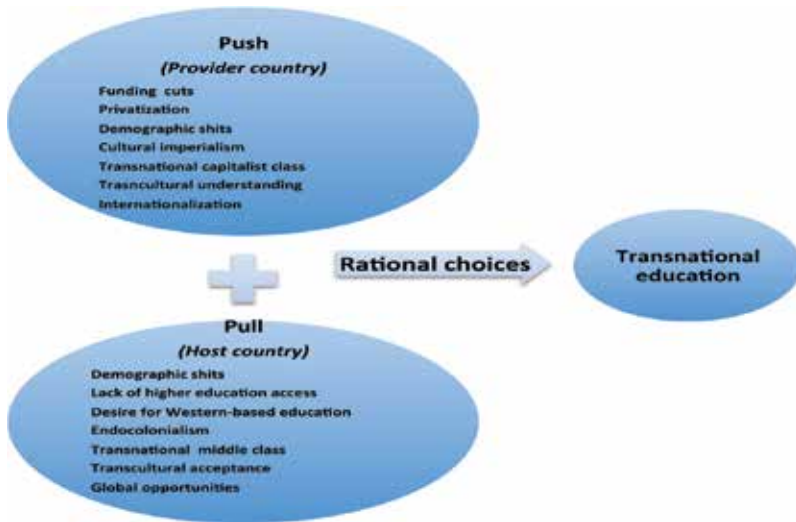 Push
(Provider country)
Funding cuts
Privatization
Demographic shits
Cultural imperialism
Transnational capitalist class
Trasncultural understanding
Internationalization
Rational choices
Transnational
education
Pull
(Host country)
Demographic shits
Lack of higher education access
Desire for Western-based education
Endocolonialism
Transnational middle class
Transcultural acceptance
Global opportunities